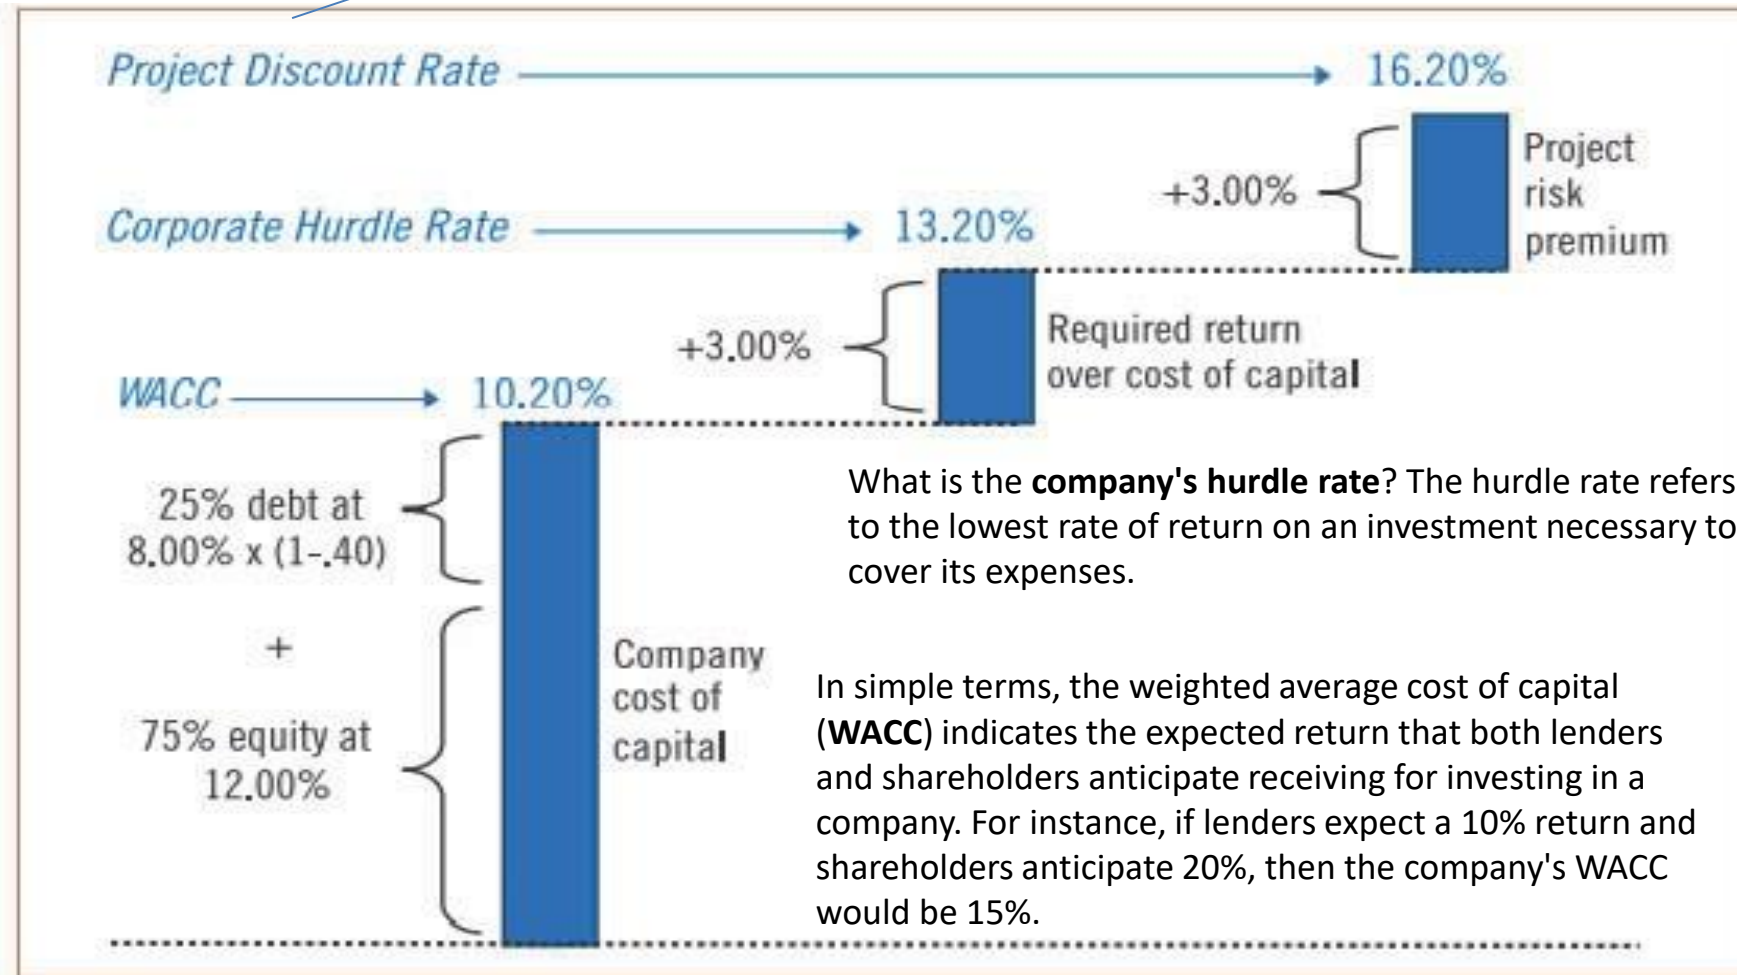 Project Discount Rate
16.20%
Project
risk
premium
+3.00%
Corporate Hurdle Rate
13.20%
+3.00%
Required return
over cost of capital
WACC
10.20%
25% debt at
8.00% x (1-.40)
+
75% equity at
12.00%
Company
cost of
capital
What is the company's hurdle rate? The hurdle rate refers
to the lowest rate of return on an investment necessary to
cover its expenses.
In simple terms, the weighted average cost of capital
(WACC) indicates the expected return that both lenders
and shareholders anticipate receiving for investing in a
company. For instance, if lenders expect a 10% return and
shareholders anticipate 20%, then the company's WACC
would be 15%.